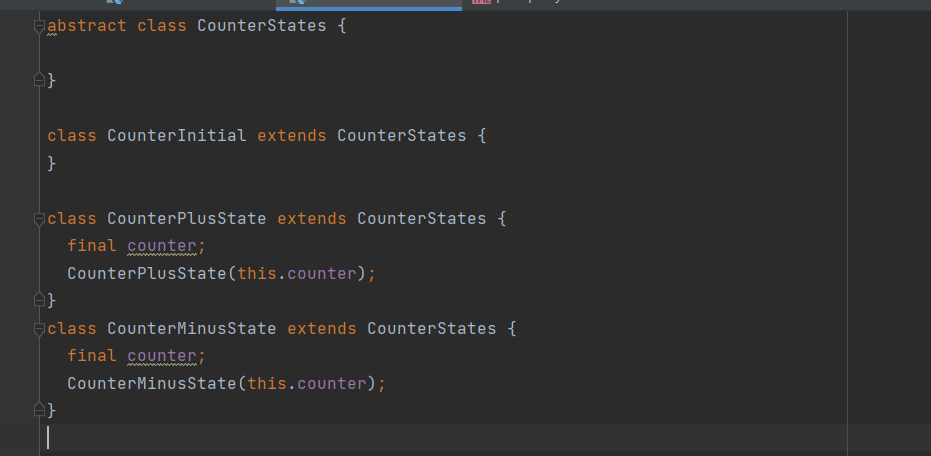 abstract class CounterStates {
}
class CounterInitial extends CounterStates {
}
class CounterPlusState extends CounterStates {
final counter;
CounterPlusState(this.counter);
}
class CounterMinusState extends CounterStates {
final counter;
CounterMinusState(this.counter);
}